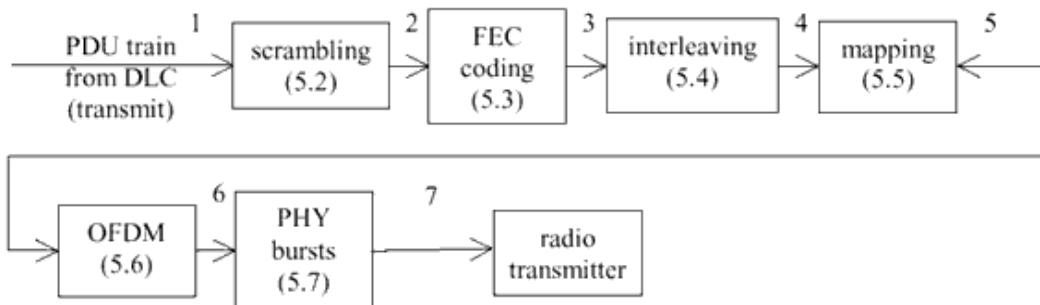 1
PDU train
from DLC
(transmit)
scrambling
(5.2)
2
FEC
coding
(5.3)
3
interleaving
(5.4)
4
mapping
(5.5)
5
OFDM
(5.6)
6
PHY
bursts
(5.7)
7
radio
transmitter